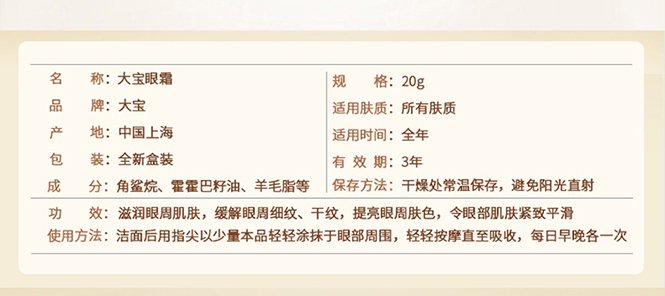 名 称：大宝眼霜
品 牌：大宝
产 地：中国上海
包 装：全新盒装
成 分：角鲨烷、霍霍巴籽油、羊毛脂等
规 格：20g
适用肤质：所有肤质
适用时间：全年
有 效 期：3年
保存方法：干燥处常温保存，避免阳光直射
功 效：滋润眼周肌肤，缓解眼周细纹、干纹，提亮眼周肤色，令眼部肌肤紧致平滑
使用方法：洁面后用指尖以少量本品轻轻涂抹于眼部周围，轻轻按摩直至吸收，每日早晚各一次